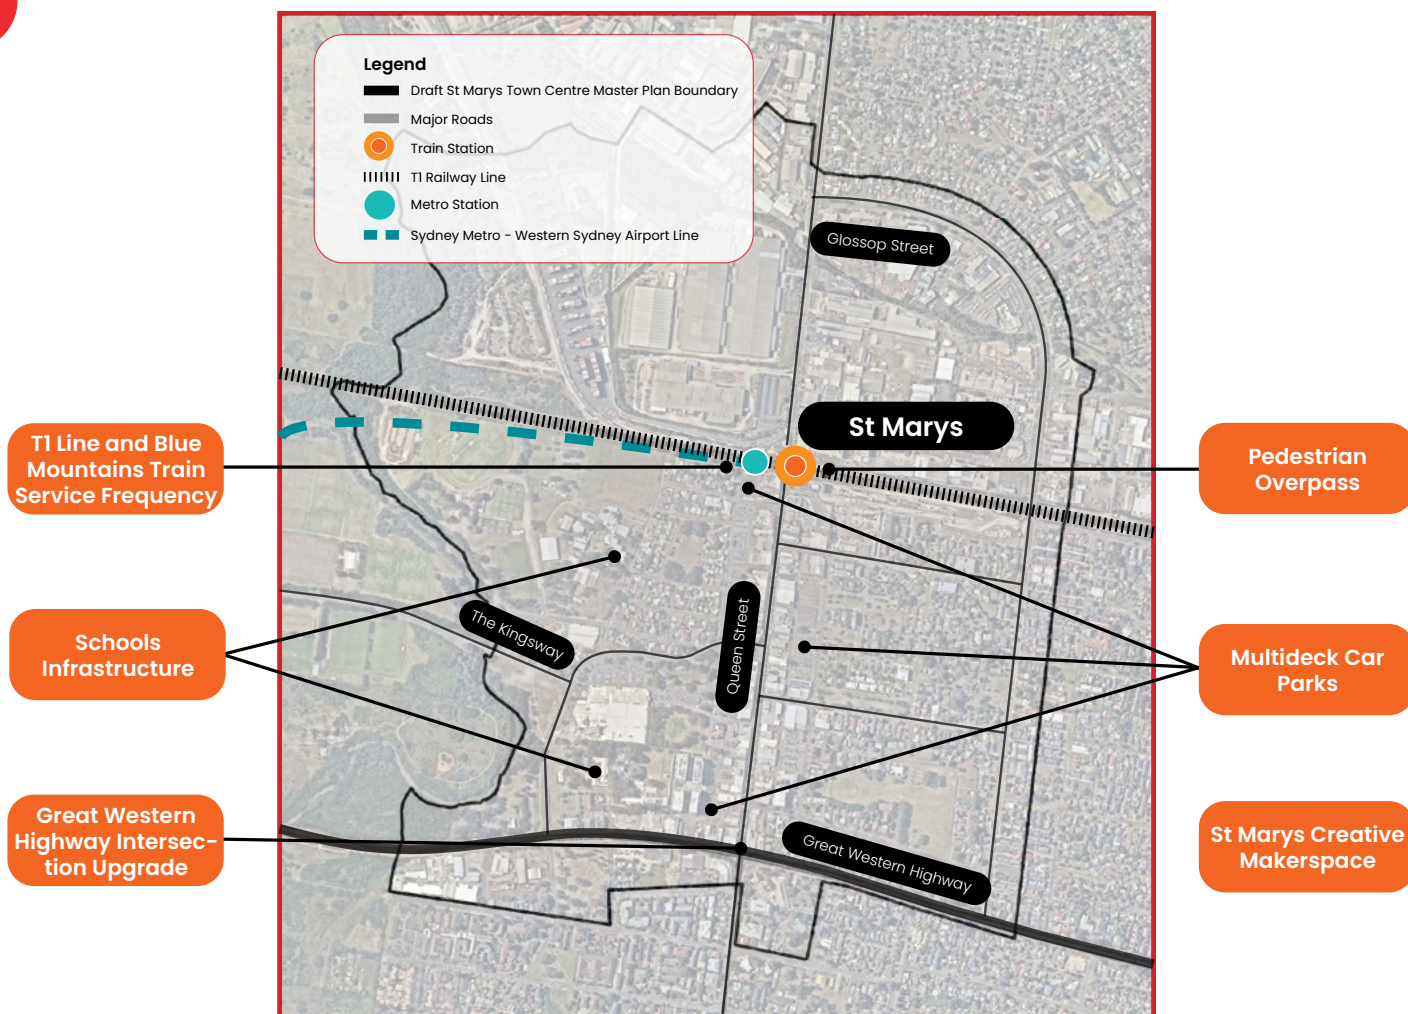 Legend
Draft St Marys Town Centre Master Plan Boundary
Major Roads
Train Station
T1 Railway Line
Metro Station
Sydney Metro - Western Sydney Airport Line
Glossop Street
St Marys
T1 Line and Blue
Mountains Train
Service Frequency
Pedestrian
Overpass
The Kingsway
Queen Street
Schools
Infrastructure
Multideck Car
Parks
Great Western
Highway Intersec-
tion Upgrade
Great Western Highway
St Marys Creative
Makerspace